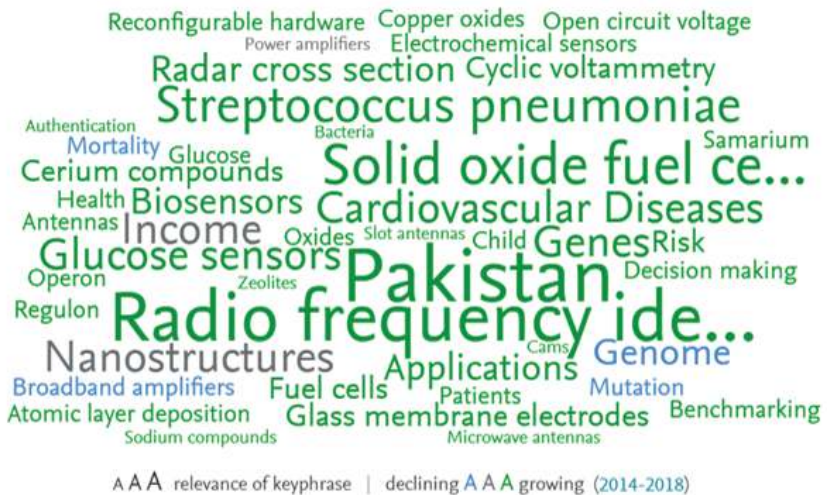 Reconfigurable hardware Copper oxides Open circuit voltage
Power amplifiers Electrochemical sensors
Radar cross section Cyclic voltammetry
Streptococcus pneumoniae
Authentication Bacteria Samarium
Mortality Glucose
Cerium compounds Solid oxide fuel ce...
Health Biosensors Cardiovascular Diseases
Antennas Income Oxides Slot antennas Child Genes Risk
Glucose sensors Pakistan Decision making
Operon Zeolites
Regulon Radio frequency ide...
Nanostructures Cams Genome
Applications
Broadband amplifiers Fuel cells Patients Mutation
Atomic layer deposition Glass membrane electrodes Benchmarking
Sodium compounds Microwave antennas
A A A relevance of keyphrase | declining A A A growing (2014-2018)